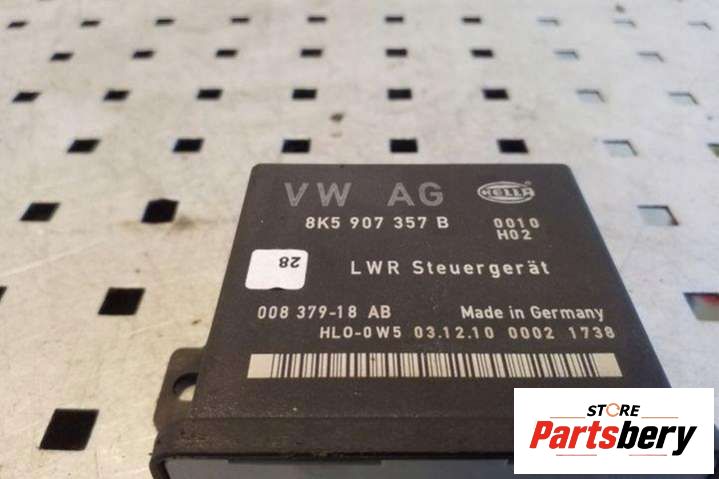 VW AG HELLA
8K5 907 357 B 0010
H02
28
LWR Steuergerät
008 379-18 AB Made in Germany
HLO-0W5 03.12.10 0002 1738
STORE
Partsbery